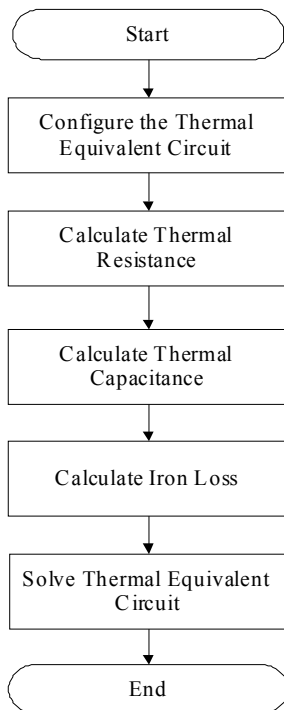 Start
Configure the Thermal
Equivalent Circuit
Calculate Thermal
Resistance
Calculate Thermal
Capacitance
Calculate Iron Loss
Solve Thermal Equivalent
Circuit
End